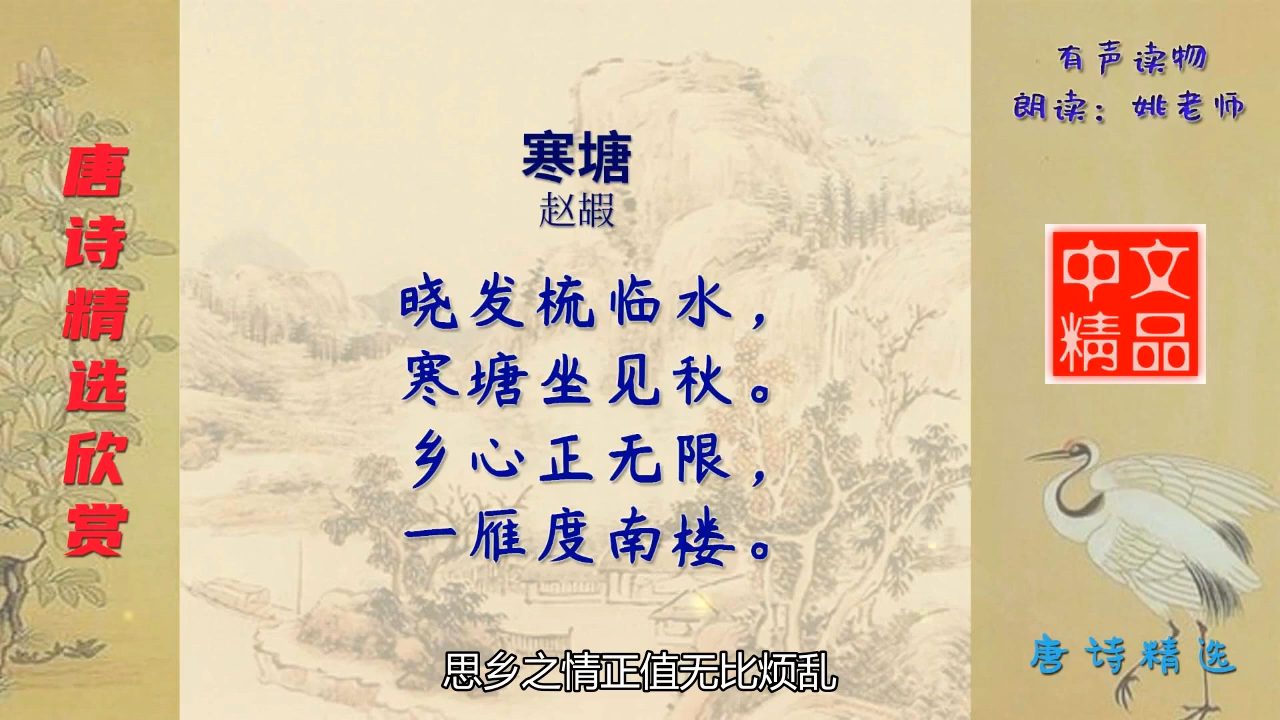 唐诗精选欣赏
寒塘
赵嘏
晓发梳临水，
寒塘坐见秋。
乡心正无限，
一雁度南楼。
思乡之情正值无比烦乱
有声读物
朗读：姚老师
中文
精品
唐诗精选